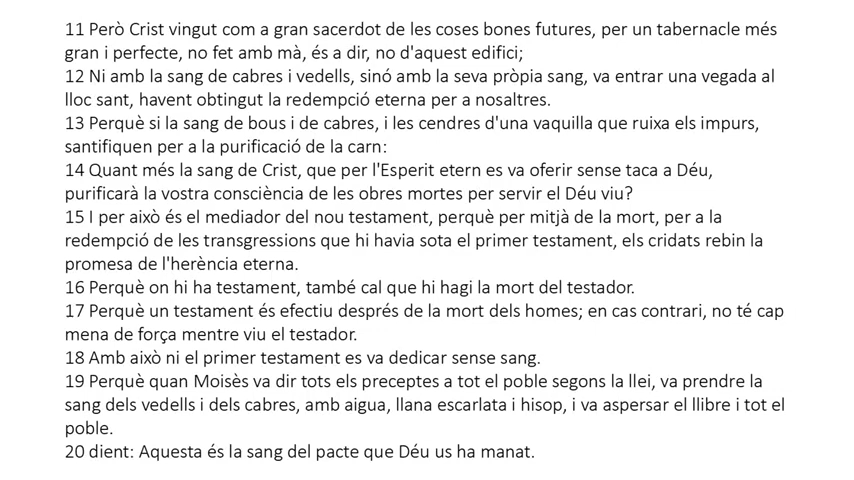 11 Però Crist vingut com a gran sacerdot de les coses bones futures, per un tabernacle més
gran i perfecte, no fet amb mà, és a dir, no d'aquest edifici;
12 Ni amb la sang de cabres i vedells, sinó amb la seva pròpia sang, va entrar una vegada al
lloc sant, havent obtingut la redempció eterna per a nosaltres.
13 Perquè si la sang de bous i de cabres, i les cendres d'una vaquilla que ruixa els impurs,
santifiquen per a la purificació de la carn:
14 Quant més la sang de Crist, que per l'Esperit etern es va oferir sense taca a Déu,
purificarà la vostra consciència de les obres mortes per servir el Déu viu?
15 I per això és el mediador del nou testament, perquè per mitjà de la mort, per a la
redempció de les transgressions que hi havia sota el primer testament, els cridats rebin la
promesa de l'herència eterna.
16 Perquè on hi ha testament, també cal que hi hagi la mort del testador.
17 Perquè un testament és efectiu després de la mort dels homes; en cas contrari, no té cap
mena de força mentre viu el testador.
18 Amb això ni el primer testament es va dedicar sense sang.
19 Perquè quan Moisès va dir tots els preceptes a tot el poble segons la llei, va prendre la
sang dels vedells i dels cabres, amb aigua, llana escarlata i hisop, i va aspersar el llibre i tot el
poble.
20 dient: Aquesta és la sang del pacte que Déu us ha manat.